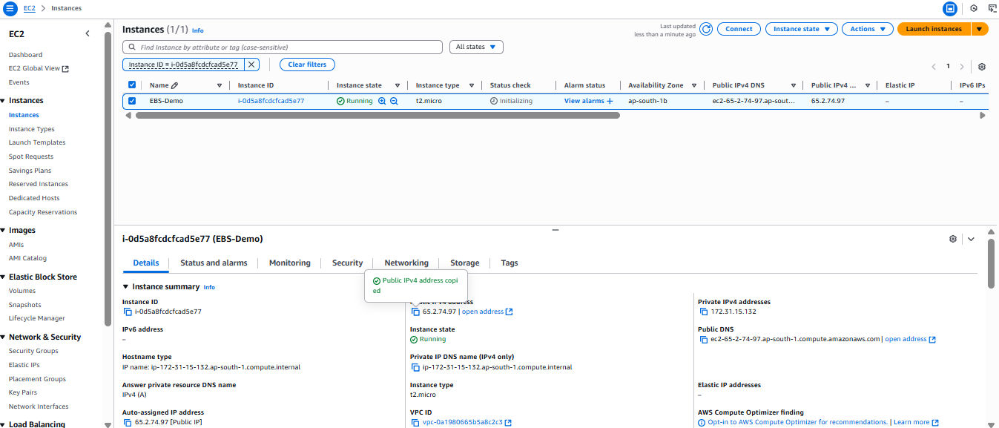 EC2 > Instances
EC2
Dashboard
EC2 Global View
Events
Instances
Instances
Instance Types
Launch Templates
Spot Requests
Savings Plans
Reserved Instances
Dedicated Hosts
Capacity Reservations
Images
AMIs
AMI Catalog
Elastic Block Store
Volumes
Snapshots
Lifecycle Manager
Network & Security
Security Groups
Elastic IPs
Placement Groups
Key Pairs
Network Interfaces
Load Balancing
Instances (1/1) Info
Last updated
less than a minute ago
Connect
Instance state
Actions
Launch instances
Find Instance by attribute or tag (case-sensitive)
All states
Instance ID = i-0d5a8fcdcfcad5e77
Clear filters
1
Name Instance ID Instance state Instance type Status check Alarm status Availability Zone Public IPv4 DNS Public IPv4 ... Elastic IP IPv6 IPs
EBS-Demo i-0d5a8fcdcfcad5e77 Running t2.micro Initializing View alarms + ap-south-1b ec2-65-2-74-97.ap-sout... 65.2.74.97 – –
i-0d5a8fcdcfcad5e77 (EBS-Demo)
Details Status and alarms Monitoring Security Networking Storage Tags
Public IPv4 address copi
ed
Instance summary Info
Instance ID
i-0d5a8fcdcfcad5e77
Public IPv4 address
65.2.74.97 | open address
Private IPv4 addresses
172.31.15.132
IPv6 address
–
Instance state
Running
Public DNS
ec2-65-2-74-97.ap-south-1.compute.amazonaws.com | open address
Hostname type
IP name: ip-172-31-15-132.ap-south-1.compute.internal
Private IP DNS name (IPv4 only)
ip-172-31-15-132.ap-south-1.compute.internal
Answer private resource DNS name
IPv4 (A)
Instance type
t2.micro
Elastic IP addresses
–
Auto-assigned IP address
65.2.74.97 [Public IP]
VPC ID
vpc-0a1980665b5a8c2c3
AWS Compute Optimizer finding
Opt-in to AWS Compute Optimizer for recommendations. | Learn more